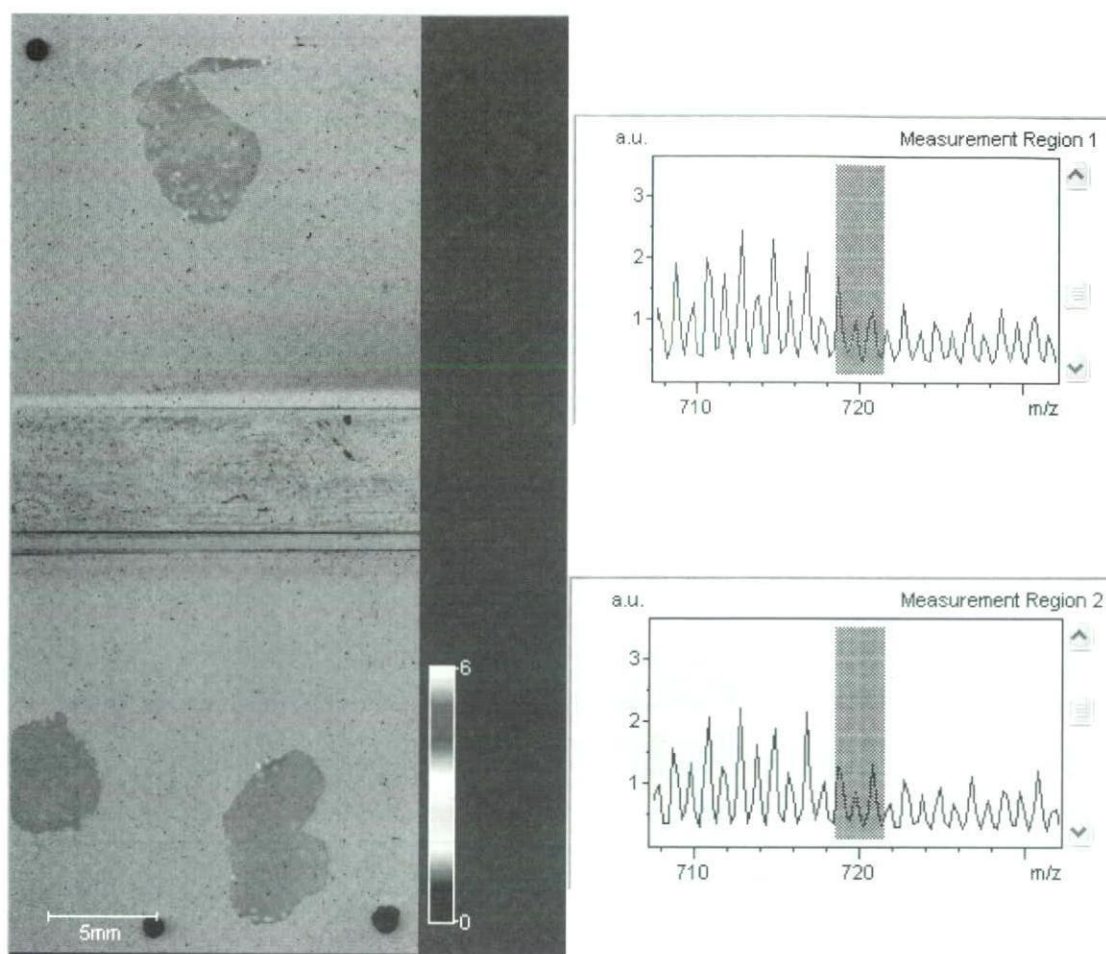 a.u.
Measurement Region 1
3
2
1
710
720
m/z
a.u.
Measurement Region 2
3
2
1
710
720
m/z
6
0
5mm